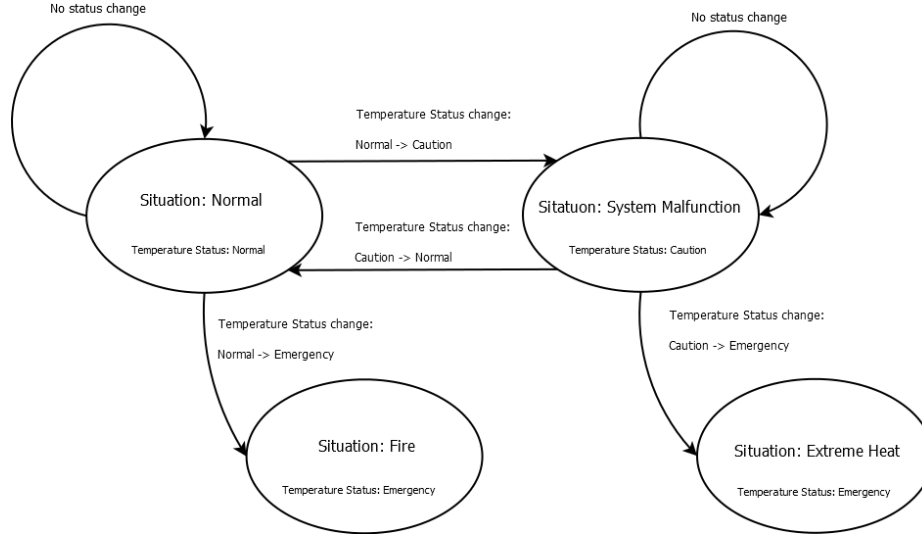 No status change
No status change
Temperature Status change:
Normal -> Caution
Situation: Normal
Temperature Status: Normal
Sitatuon: System Malfunction
Temperature Status: Caution
Temperature Status change:
Caution -> Normal
Temperature Status change:
Normal -> Emergency
Temperature Status change:
Caution -> Emergency
Situation: Fire
Temperature Status: Emergency
Situation: Extreme Heat
Temperature Status: Emergency